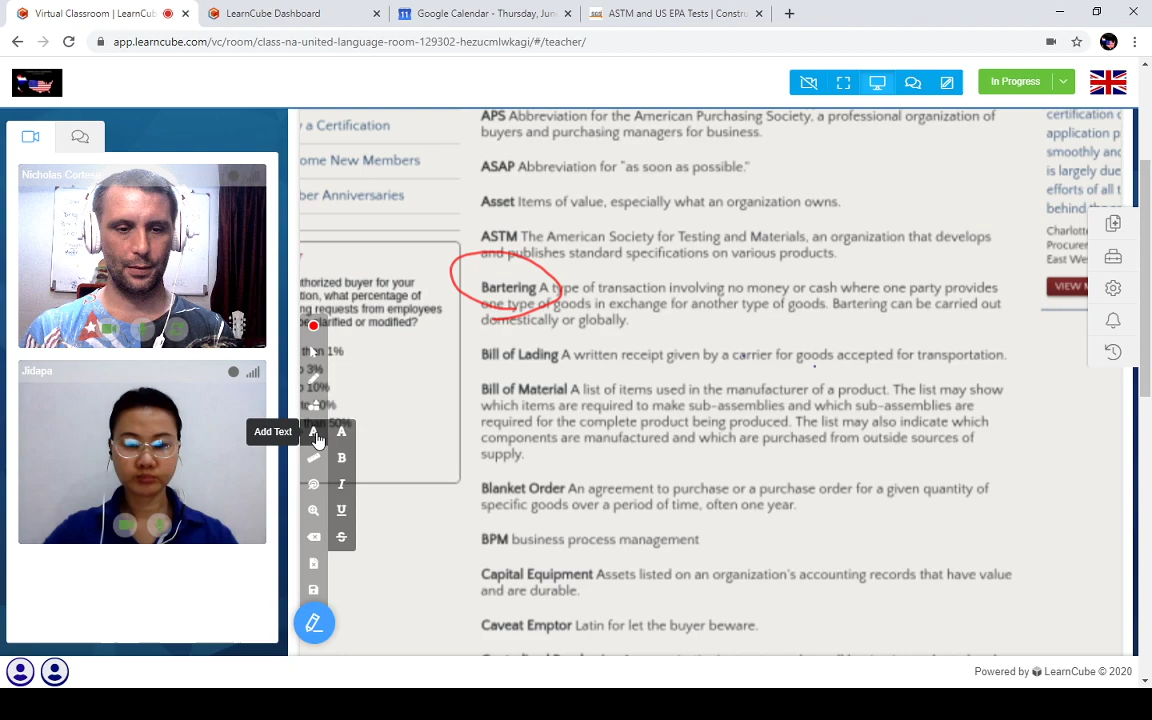 Virtual Classroom | LearnCu
LearnCube Dashboard
Google Calendar - Thursday, Jun
ASTM and US EPA Tests | Constru
app.learncube.com/vc/room/class-na-united-language-room-129302-hezucmlwkagi/#/teacher/
In Progress
Nicholas Cortese
Jidapa
a Certification
ome New Members
ber Anniversaries
thorized buyer for your
tion, what percentage of
ng requests from employees
be clarified or modified?
than 1%
3%
10%
than 50%
Add Text
A
B
I
U
S
APS Abbreviation for the American Purchasing Society, a professional organization of
buyers and purchasing managers for business.
ASAP Abbreviation for "as soon as possible."
Asset Items of value, especially what an organization owns.
ASTM The American Society for Testing and Materials, an organization that develops
and publishes standard specifications on various products.
Bartering A type of transaction involving no money or cash where one party provides
one type of goods in exchange for another type of goods. Bartering can be carried out
domestically or globally.
Bill of Lading A written receipt given by a carrier for goods accepted for transportation.
Bill of Material A list of items used in the manufacturer of a product. The list may show
which items are required to make sub-assemblies and which sub-assemblies are
required for the complete product being produced. The list may also indicate which
components are manufactured and which are purchased from outside sources of
supply.
Blanket Order An agreement to purchase or a purchase order for a given quantity of
specific goods over a period of time, often one year.
BPM business process management
Capital Equipment Assets listed on an organization's accounting records that have value
and are durable.
Caveat Emptor Latin for let the buyer beware.
certification
application p
smoothly and
is largely due
efforts of all t
behind the
Charlotte
Procurem
East Wes
VIEW M
Powered by LearnCube © 2020